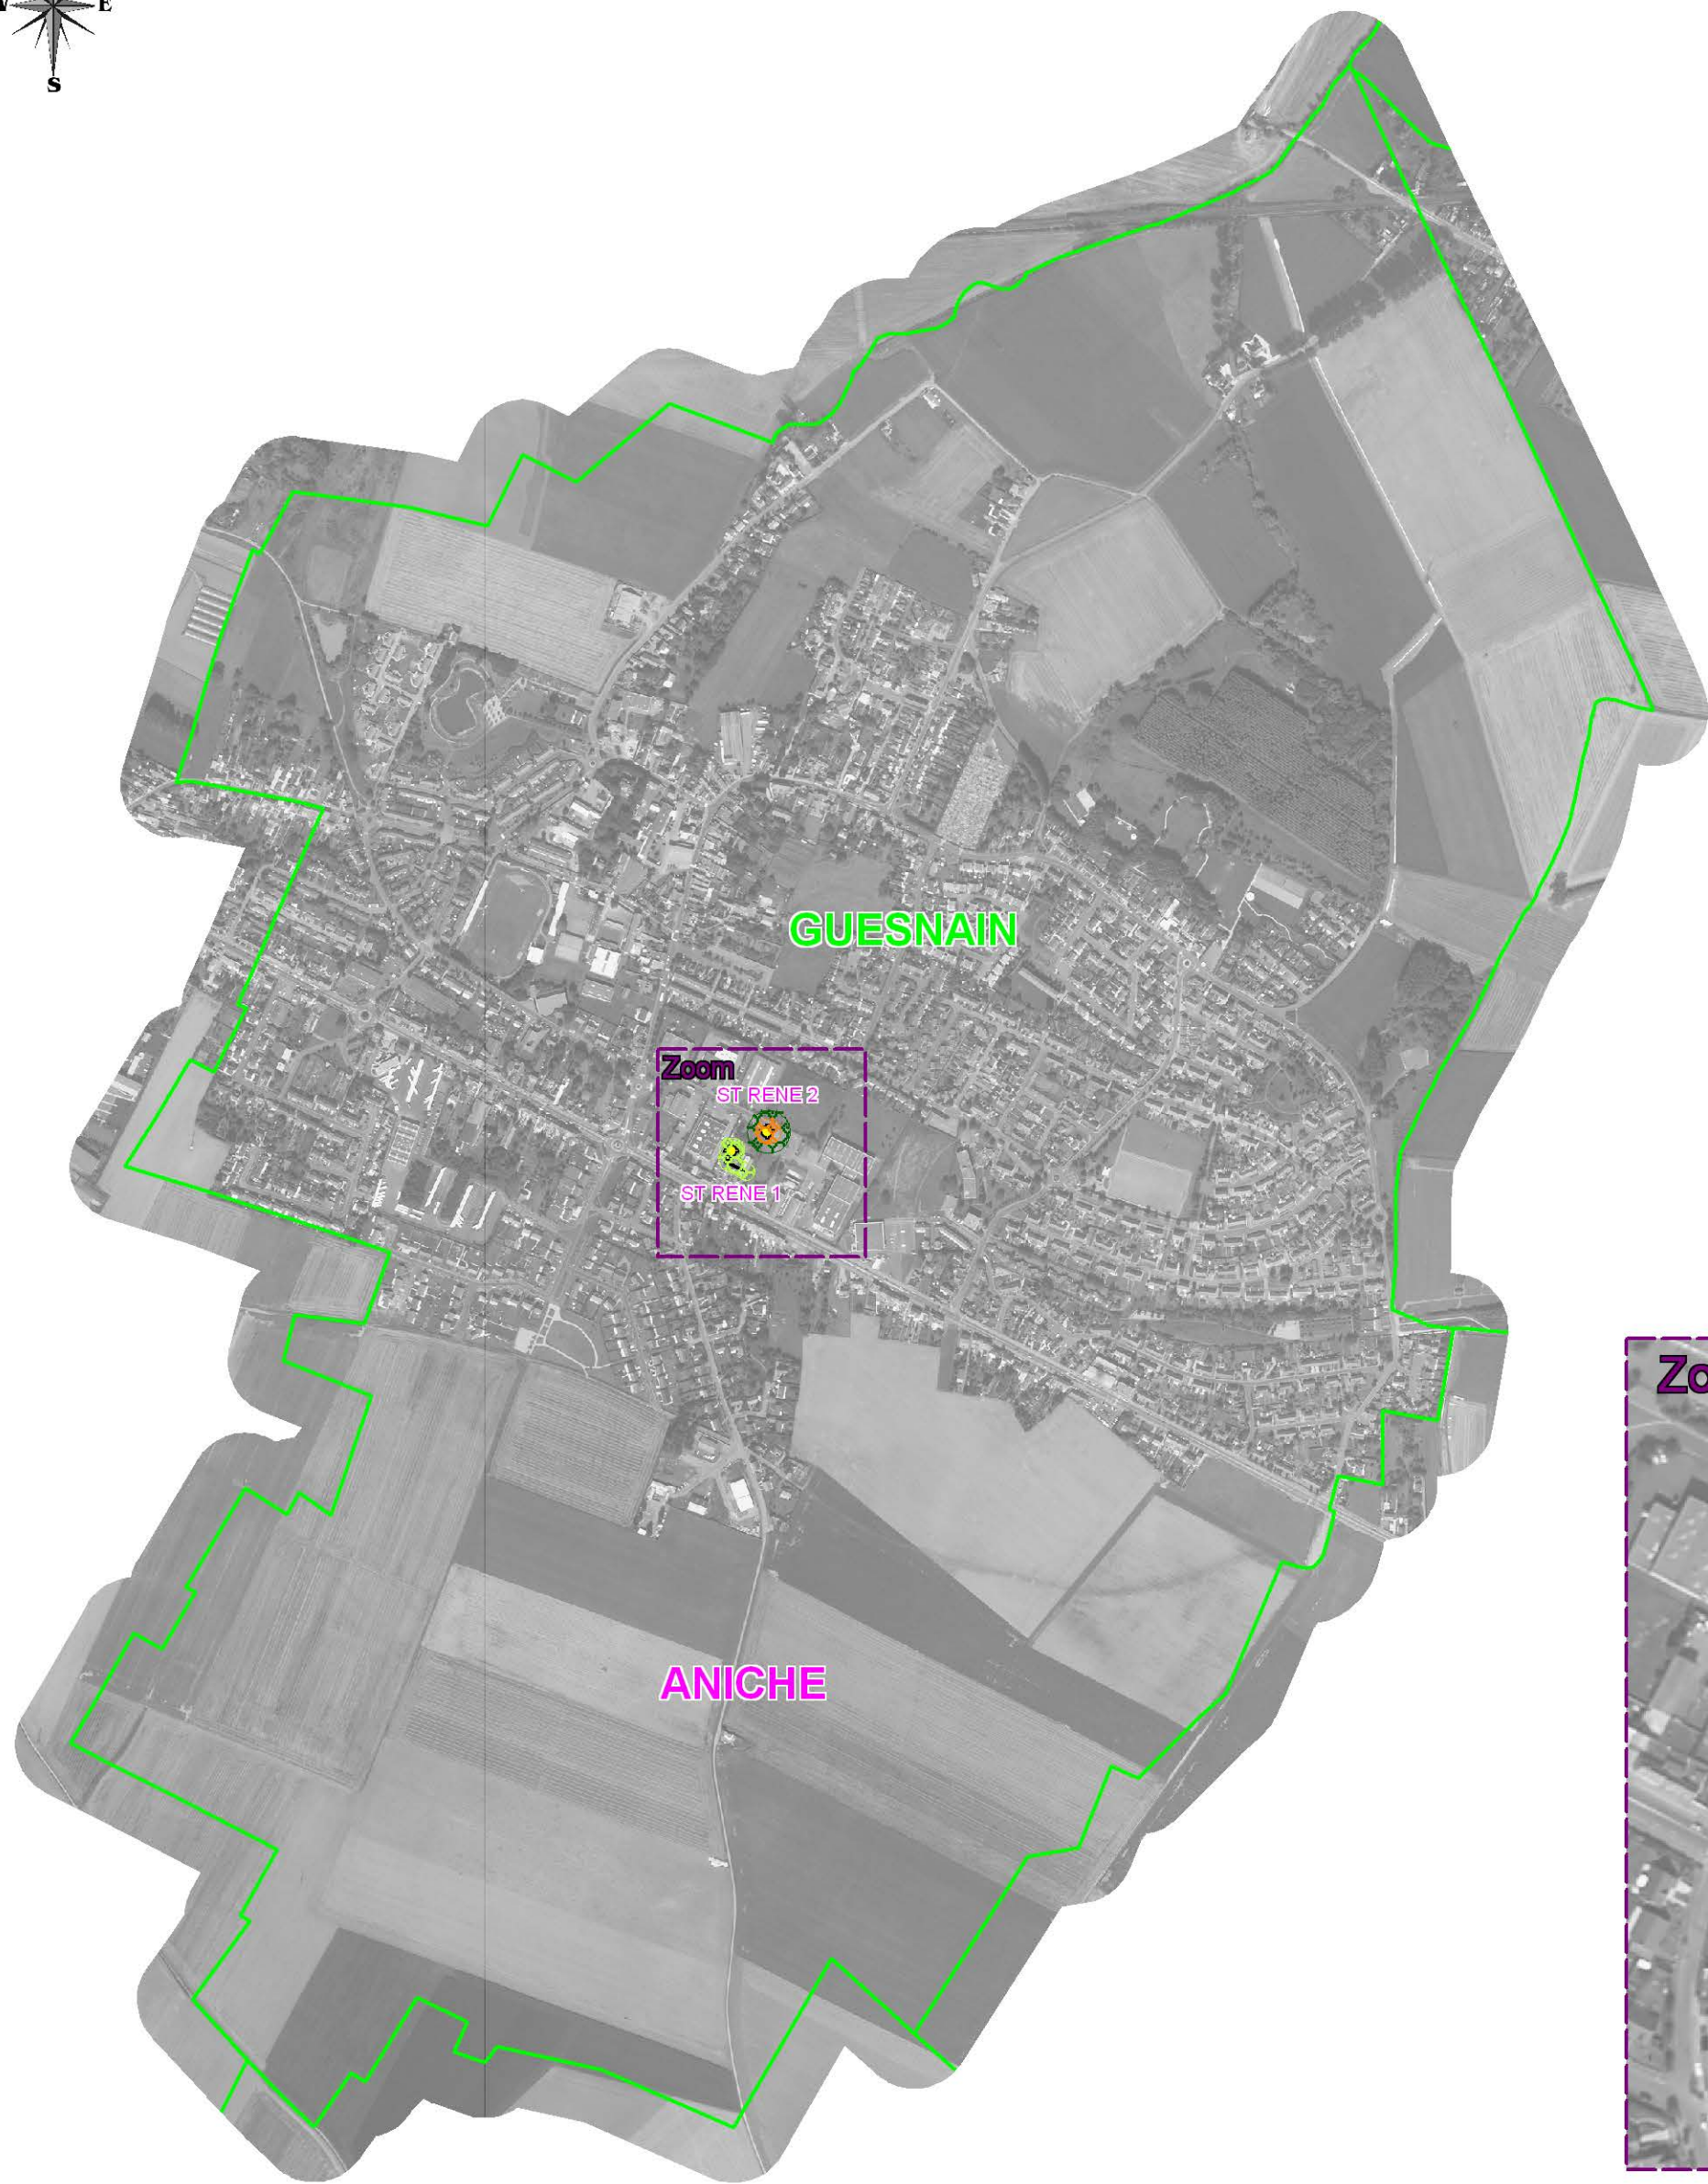 E
S
GUESNAIN
Zoom
ST RENE 2
ST RENE 1
Zo
ANICHE